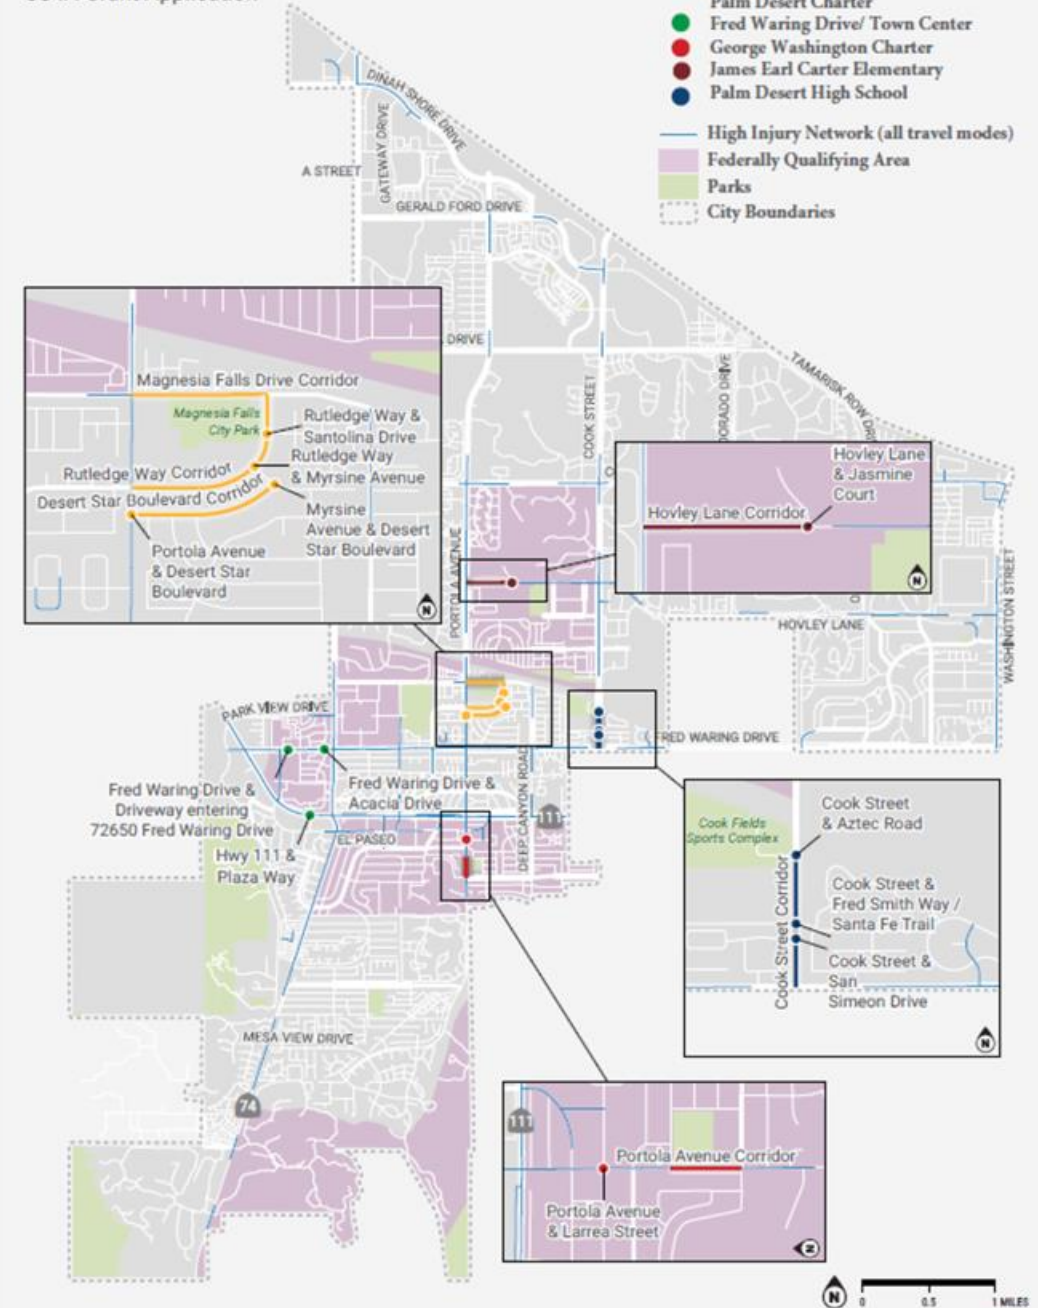 Palm Desert Charter
Fred Waring Drive/ Town Center
George Washington Charter
James Earl Carter Elementary
Palm Desert High School
High Injury Network (all travel modes)
Federally Qualifying Area
Parks
City Boundaries
DINAH SHORE DRIVE
GATEWAY DRIVE
A STREET
GERALD FORD DRIVE
DRIVE
COOK STREET
DORADO DRIVE
TAMARISK ROW DRI
Magnesia Falls Drive Corridor
Magnesia Falls
City Park
Rutledge Way &
Santolina Drive
Rutledge Way
& Myrsine Avenue
Rutledge Way Corridor
Desert Star Boulevard Corridor
Myrsine
Avenue & Desert
Star Boulevard
Portola Avenue
& Desert Star
Boulevard
N
Hovley Lane
& Jasmine
Court
Hovley Lane Corridor
N
PORTOLA AVENUE
HOVLEY LANE
WASHINGTON STREET
PARK VIEW DRIVE
FRED WARING DRIVE
Fred Waring Drive &
Driveway entering
72650 Fred Waring Drive
Fred Waring Drive &
Acacia Drive
Hwy 111 &
Plaza Way
EL PASEO
DEEP CANYON ROAD
111
Cook Street
& Aztec Road
Cook Fields
Sports Complex
Cook Street Corridor
Cook Street &
Fred Smith Way /
Santa Fe Trail
Cook Street &
San
Simeon Drive
N
MESA VIEW DRIVE
74
111
Portola Avenue Corridor
Portola Avenue
& Larrea Street
N
N
0 0.5 1 MILES